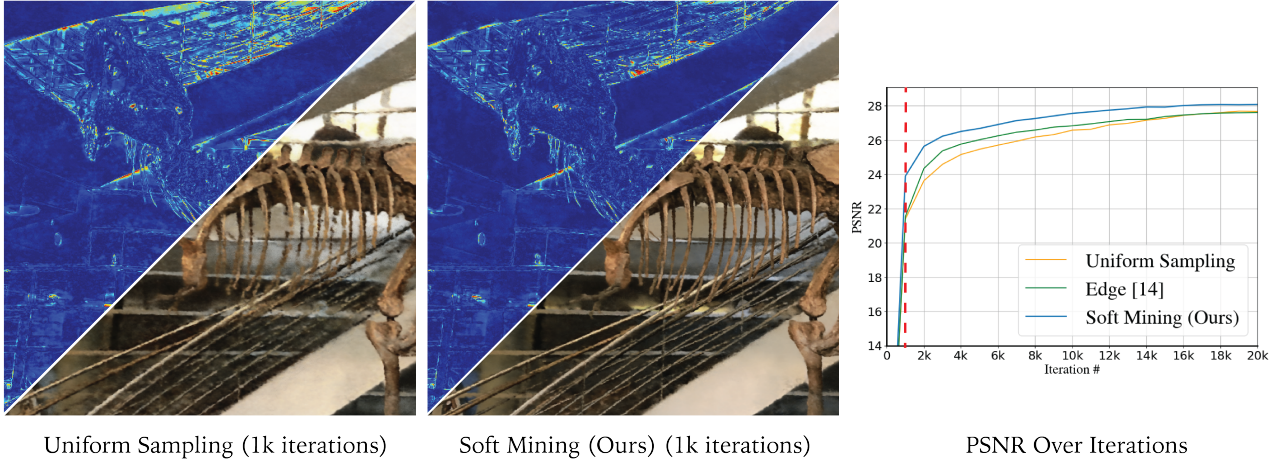 28
26
24
22
20
18
16
14
PSNR
Uniform Sampling
Edge [14]
Soft Mining (Ours)
0 2k 4k 6k 8k 10k 12k 14k 16k 18k 20k
Iteration #
Uniform Sampling (1k iterations)
Soft Mining (Ours) (1k iterations)
PSNR Over Iterations